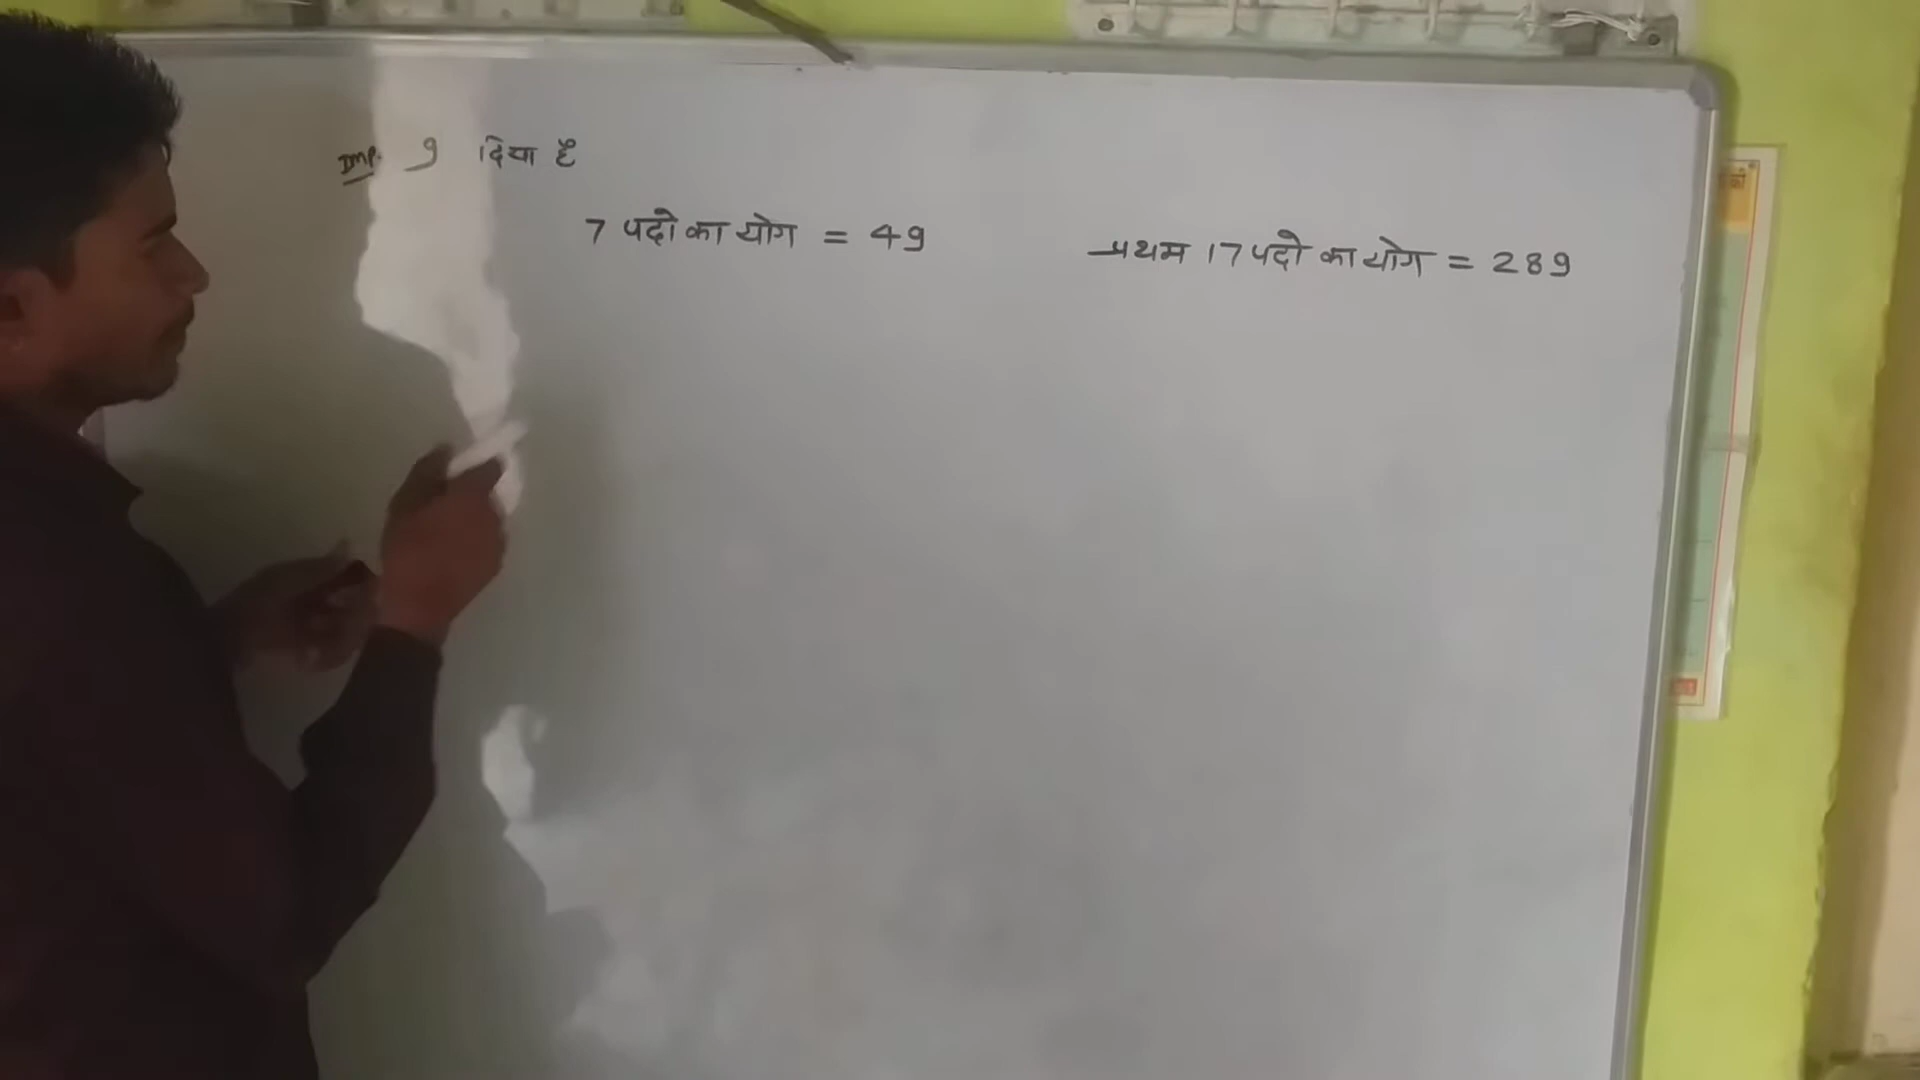 Imp. 9 दिया है
7 पदो का योग = 49
प्रथम 17 पदो का योग = 289